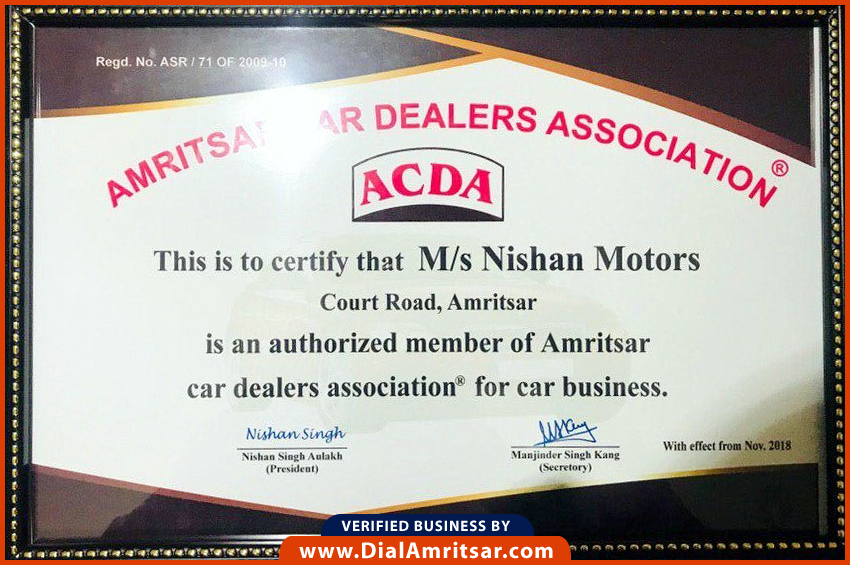 Regd. No. ASR / 71 OF 2009-10
AMRITSAR CAR DEALERS ASSOCIATION®
ACDA
This is to certify that M/s Nishan Motors
Court Road, Amritsar
is an authorized member of Amritsar
car dealers association® for car business.
Nishan Singh
Nishan Singh Aulakh
(President)
Manjinder Singh Kang
(Secretory)
With effect from Nov. 2018
VERIFIED BUSINESS BY
www.DialAmritsar.com